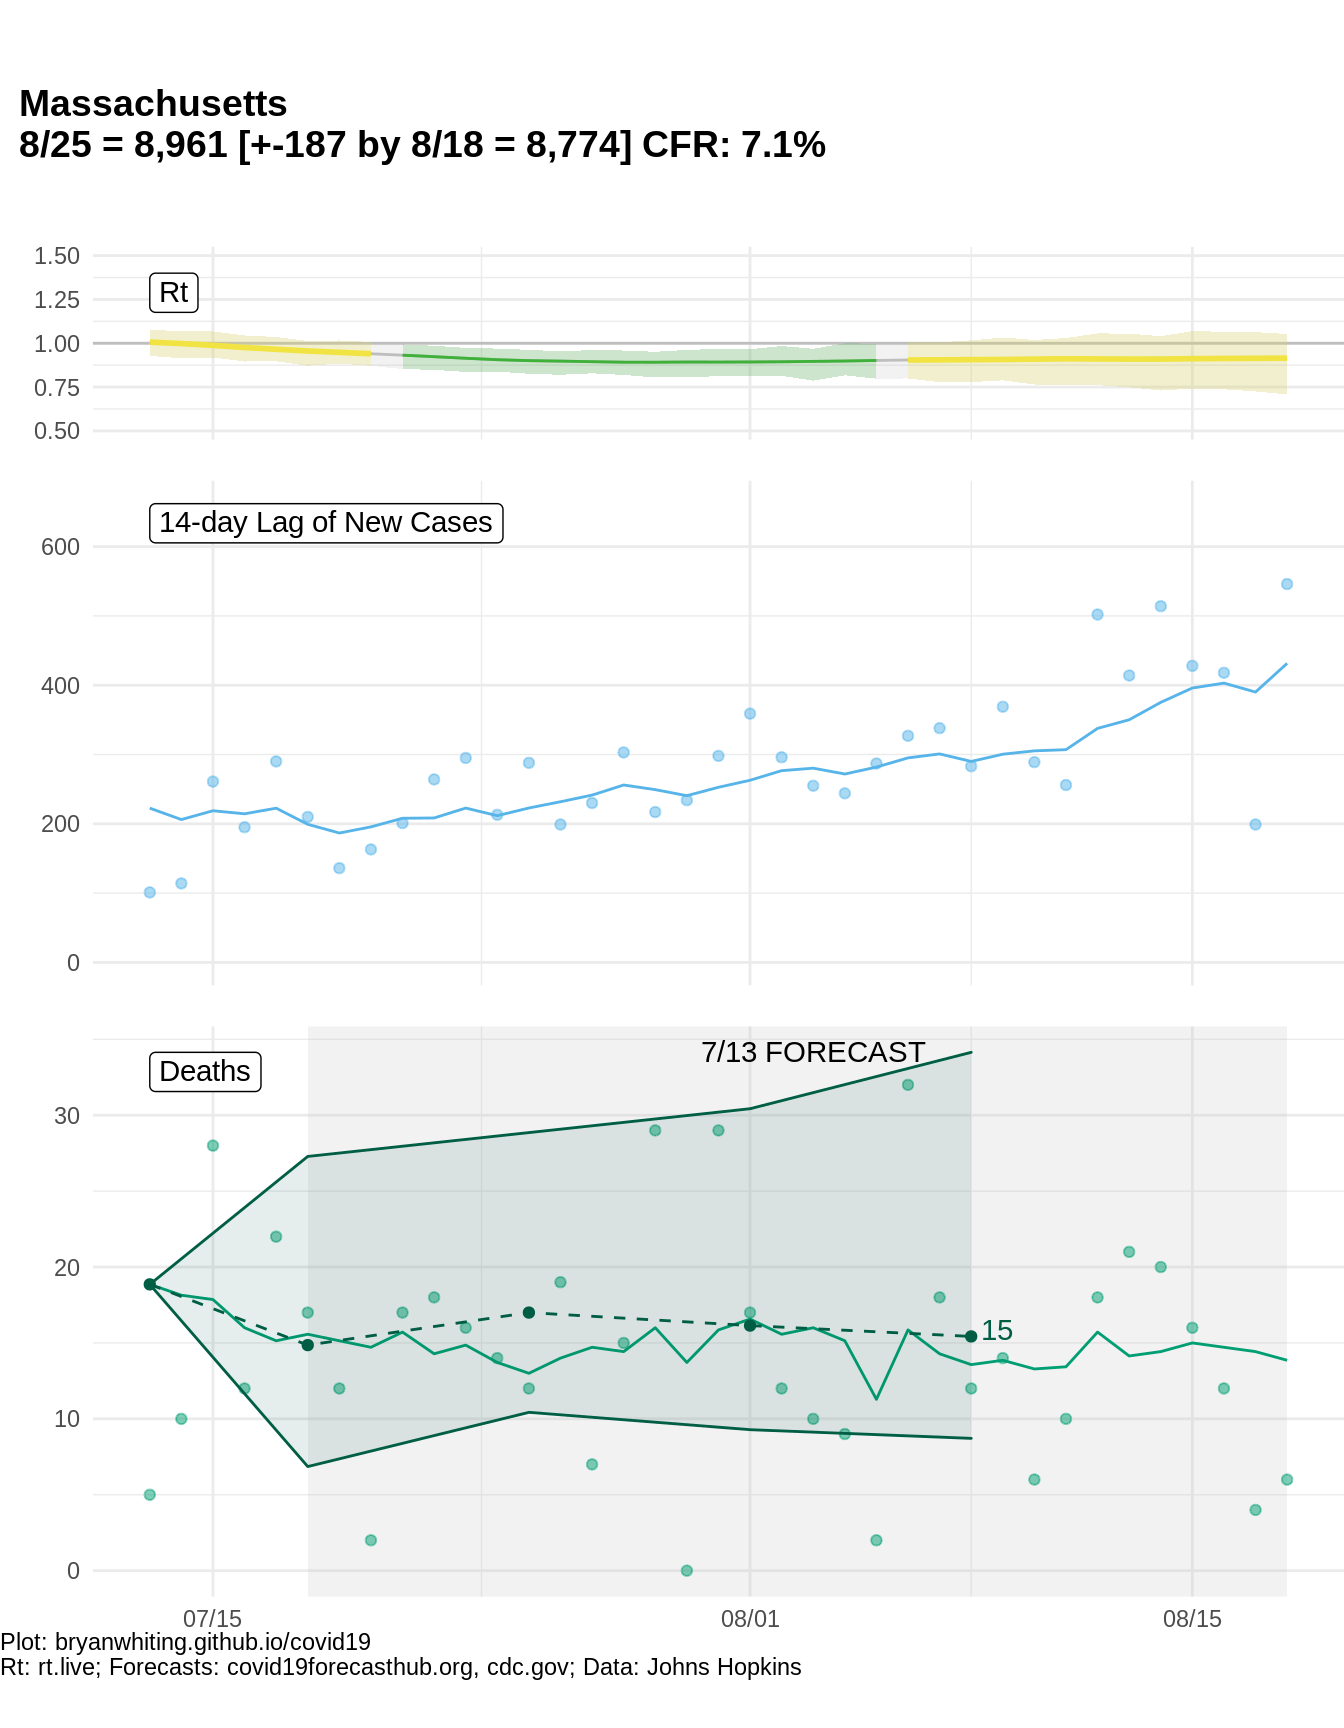 Massachusetts
8/25 = 8,961 [+-187 by 8/18 = 8,774] CFR: 7.1%
1.50
Rt
1.25
1.00
0.75
0.50
14-day Lag of New Cases
600
400
200
0
7/13 FORECAST
Deaths
30
20
15
10
0
07/15
08/01
08/15
Plot: bryanwhiting.github.io/covid19
Rt: rt.live; Forecasts: covid19forecasthub.org, cdc.gov; Data: Johns Hopkins